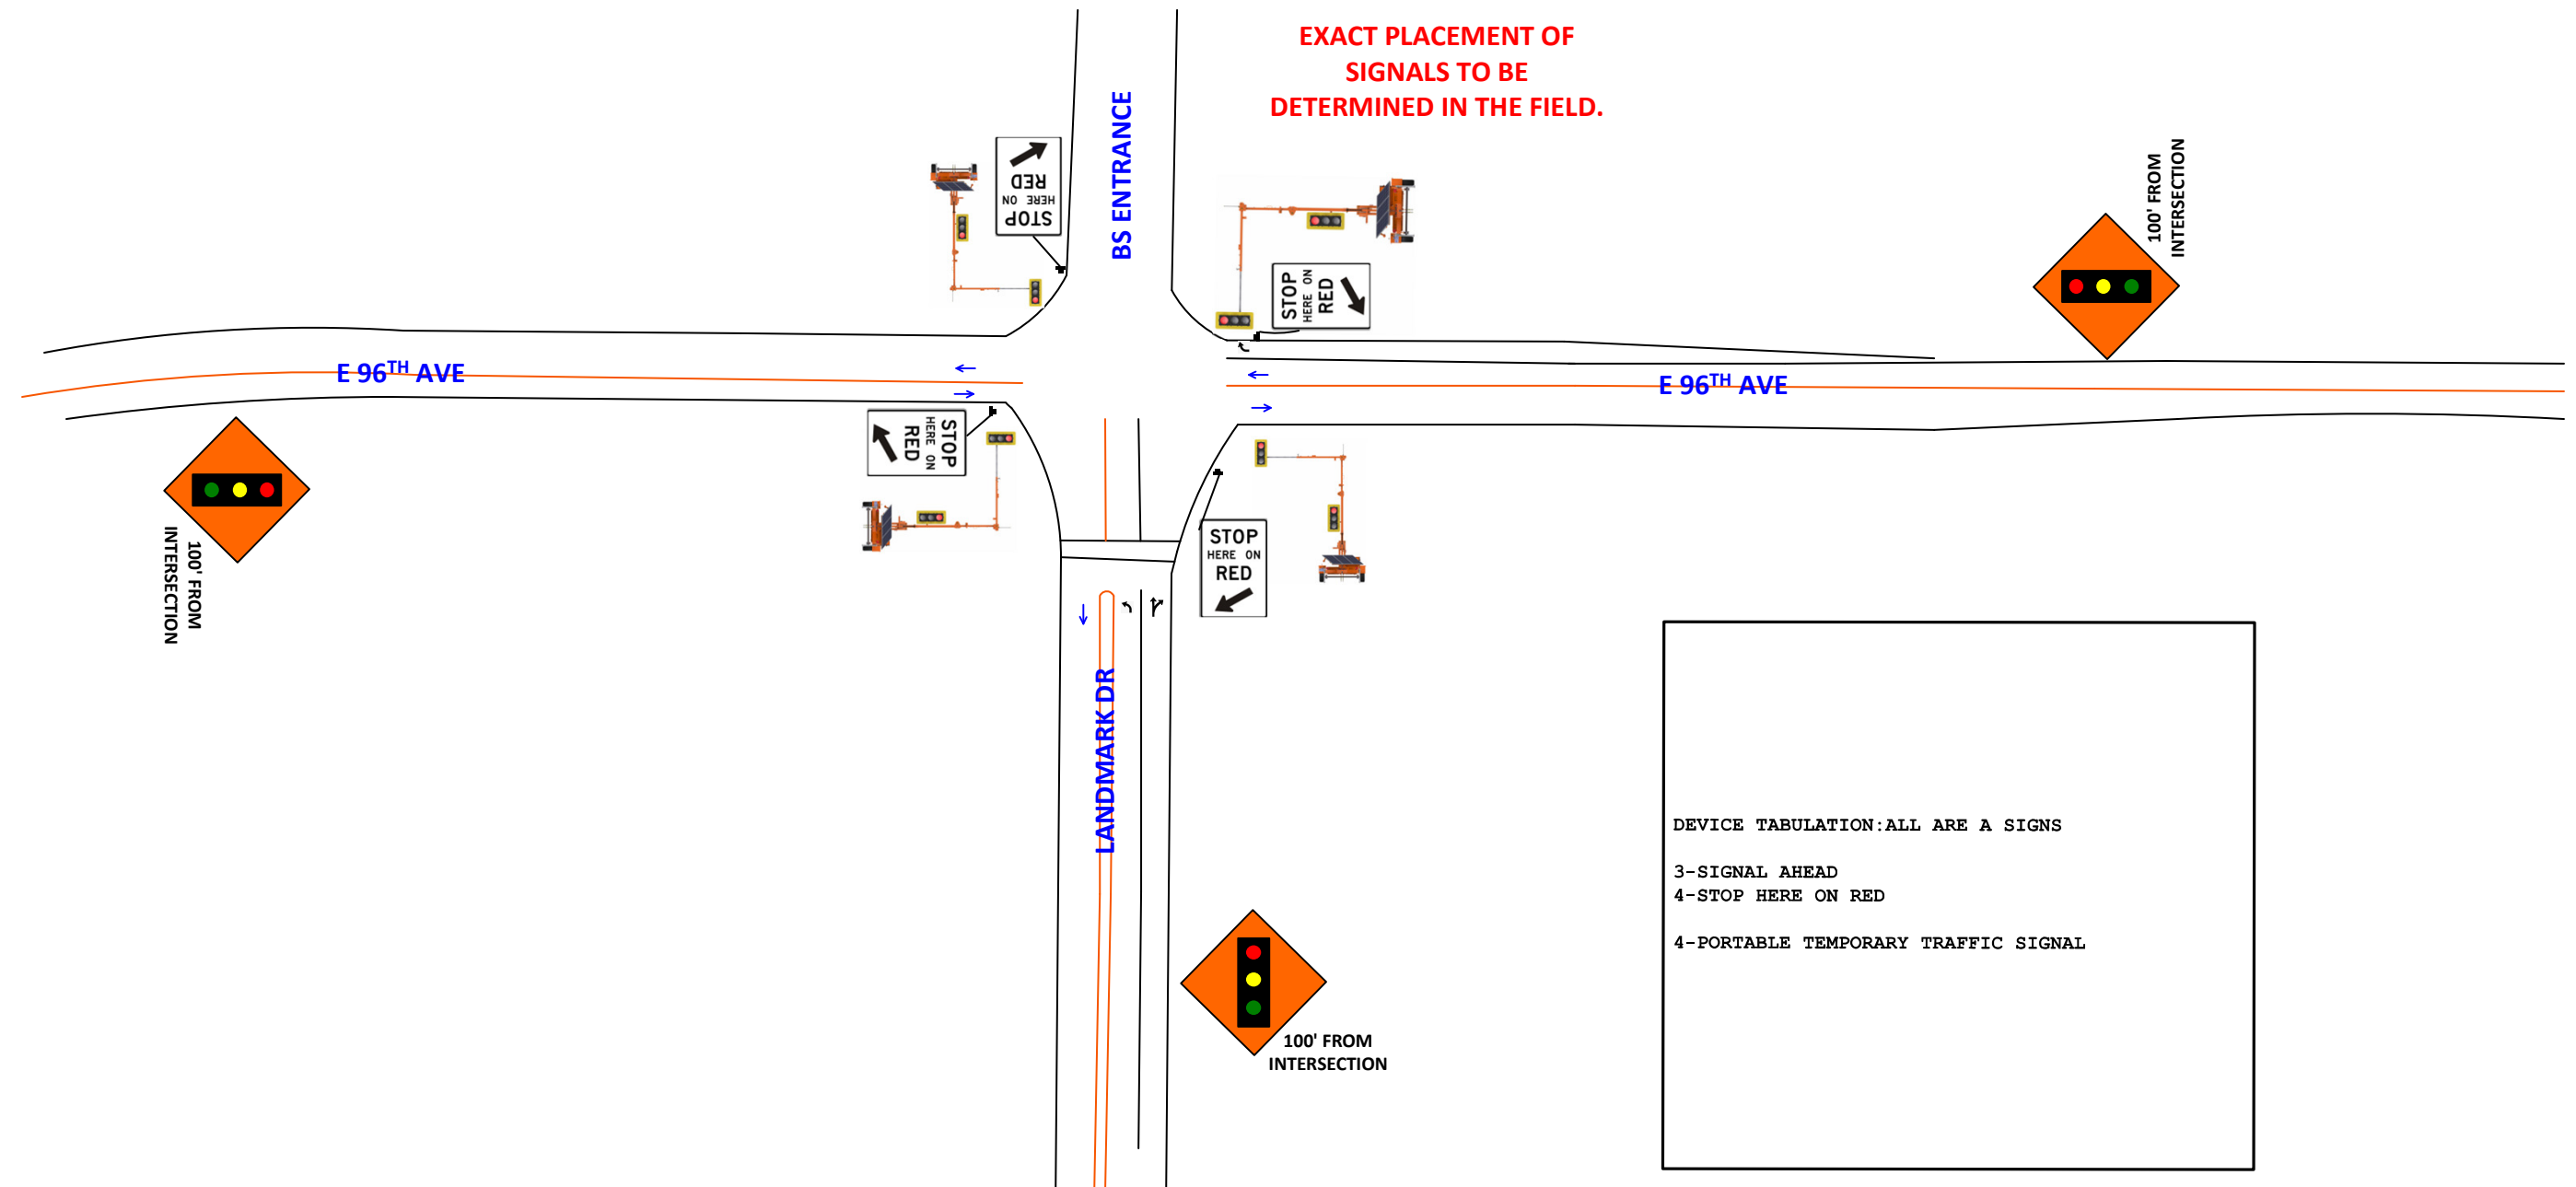 EXACT PLACEMENT OF
SIGNALS TO BE
DETERMINED IN THE FIELD.
BS ENTRANCE
STOP
HERE ON
RED
STOP
HERE ON
RED
100' FROM
INTERSECTION
E 96TH AVE
E 96TH AVE
STOP
HERE ON
RED
STOP
HERE ON
RED
100' FROM
INTERSECTION
LANDMARK DR
100' FROM
INTERSECTION
DEVICE TABULATION:ALL ARE A SIGNS
3-SIGNAL AHEAD
4-STOP HERE ON RED
4-PORTABLE TEMPORARY TRAFFIC SIGNAL